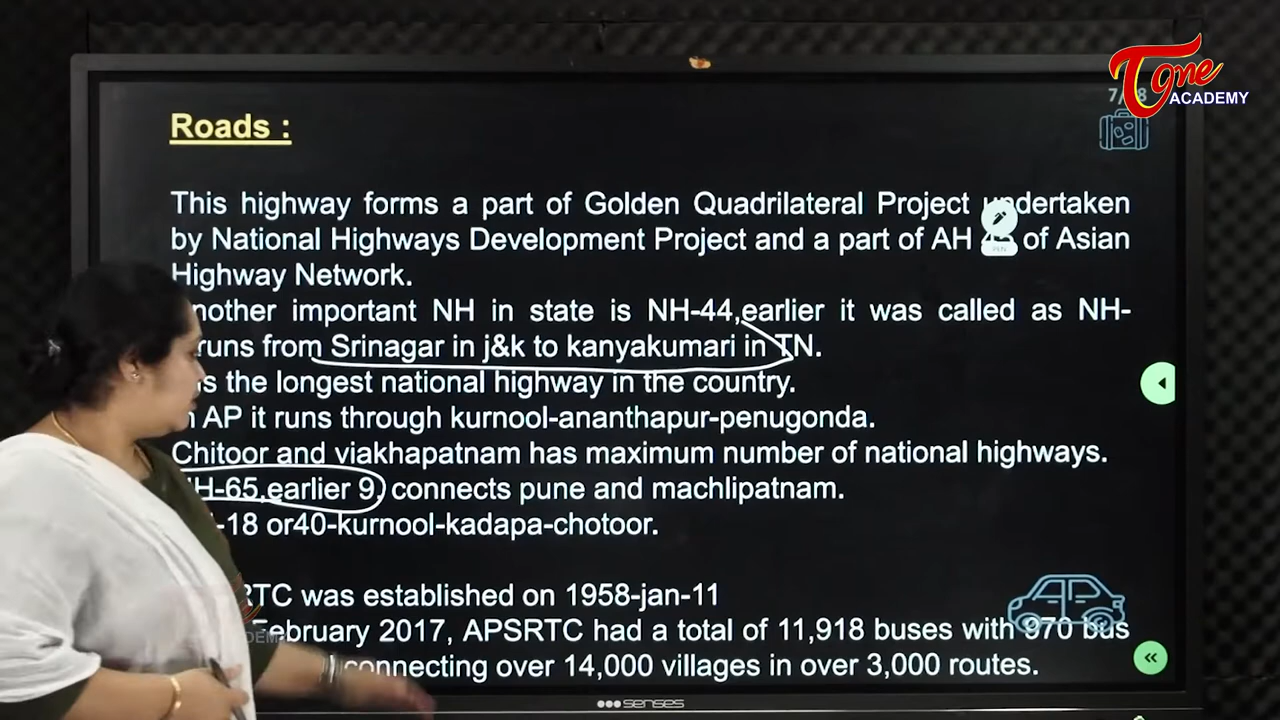 Tone
ACADEMY
Roads :
This highway forms a part of Golden Quadrilateral Project undertaken
by National Highways Development Project and a part of AH of Asian
Highway Network.
nother important NH in state is NH-44,earlier it was called as NH-
runs from Srinagar in j&k to kanyakumari in TN.
s the longest national highway in the country.
n AP it runs through kurnool-ananthapur-penugonda.
Chitoor and viakhapatnam has maximum number of national highways.
H-65,earlier 9, connects pune and machlipatnam.
-18 or40-kurnool-kadapa-chotoor.
RTC was established on 1958-jan-11
February 2017, APSRTC had a total of 11,918 buses with 970 bus
connecting over 14,000 villages in over 3,000 routes.
senses